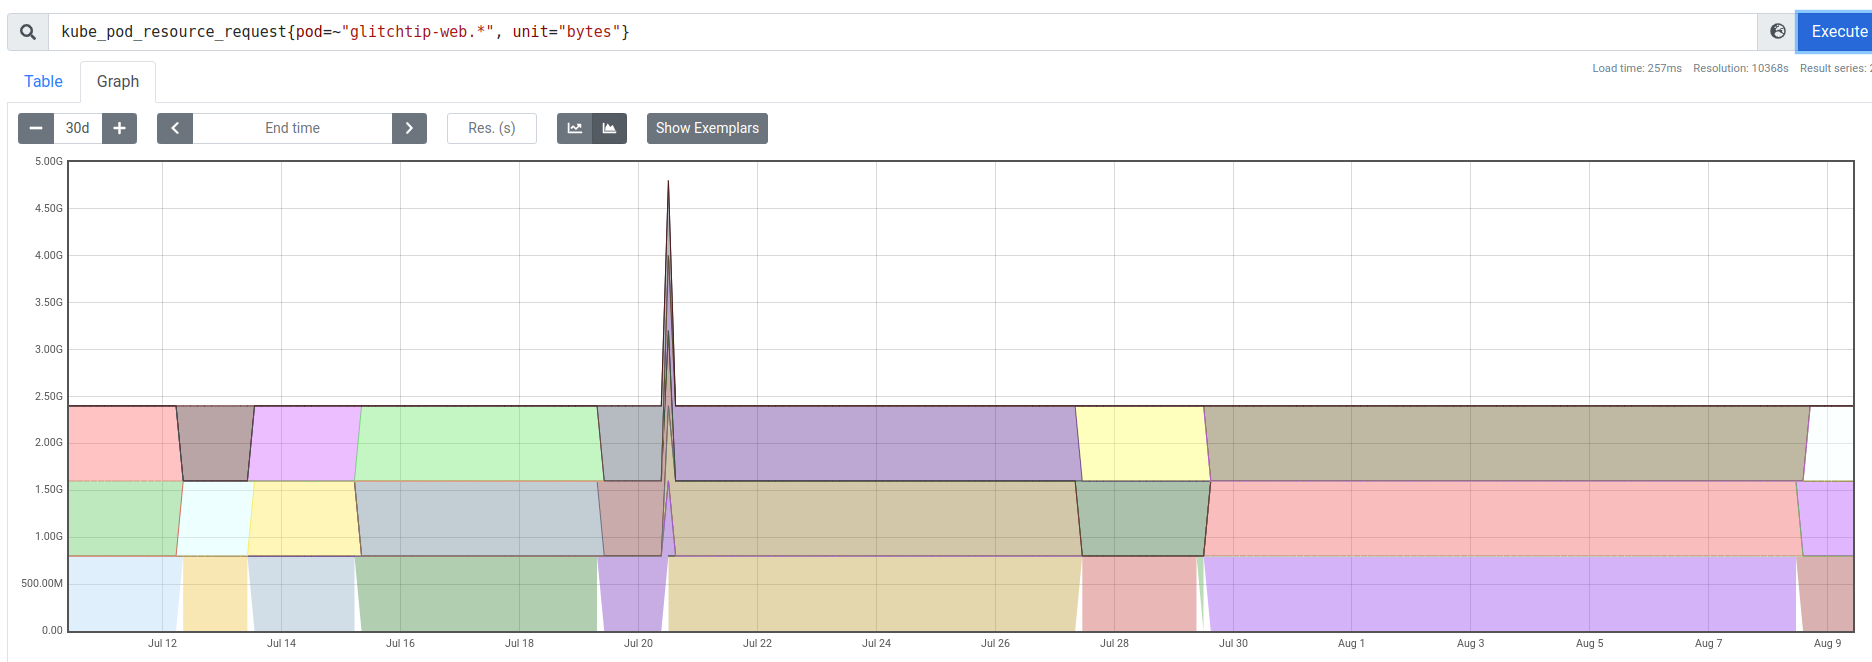 kube_pod_resource_request{pod=~"glitchtip-web.*", unit="bytes"}
Execute
Table
Graph
Load time: 257ms Resolution: 10368s Result series: 2
30d
End time
Res. (s)
Show Exemplars
5.00G
4.50G
4.00G
3.50G
3.00G
2.50G
2.00G
1.50G
1.00G
500.00M
0.00
Jul 12 Jul 14 Jul 16 Jul 18 Jul 20 Jul 22 Jul 24 Jul 26 Jul 28 Jul 30 Aug 1 Aug 3 Aug 5 Aug 7 Aug 9